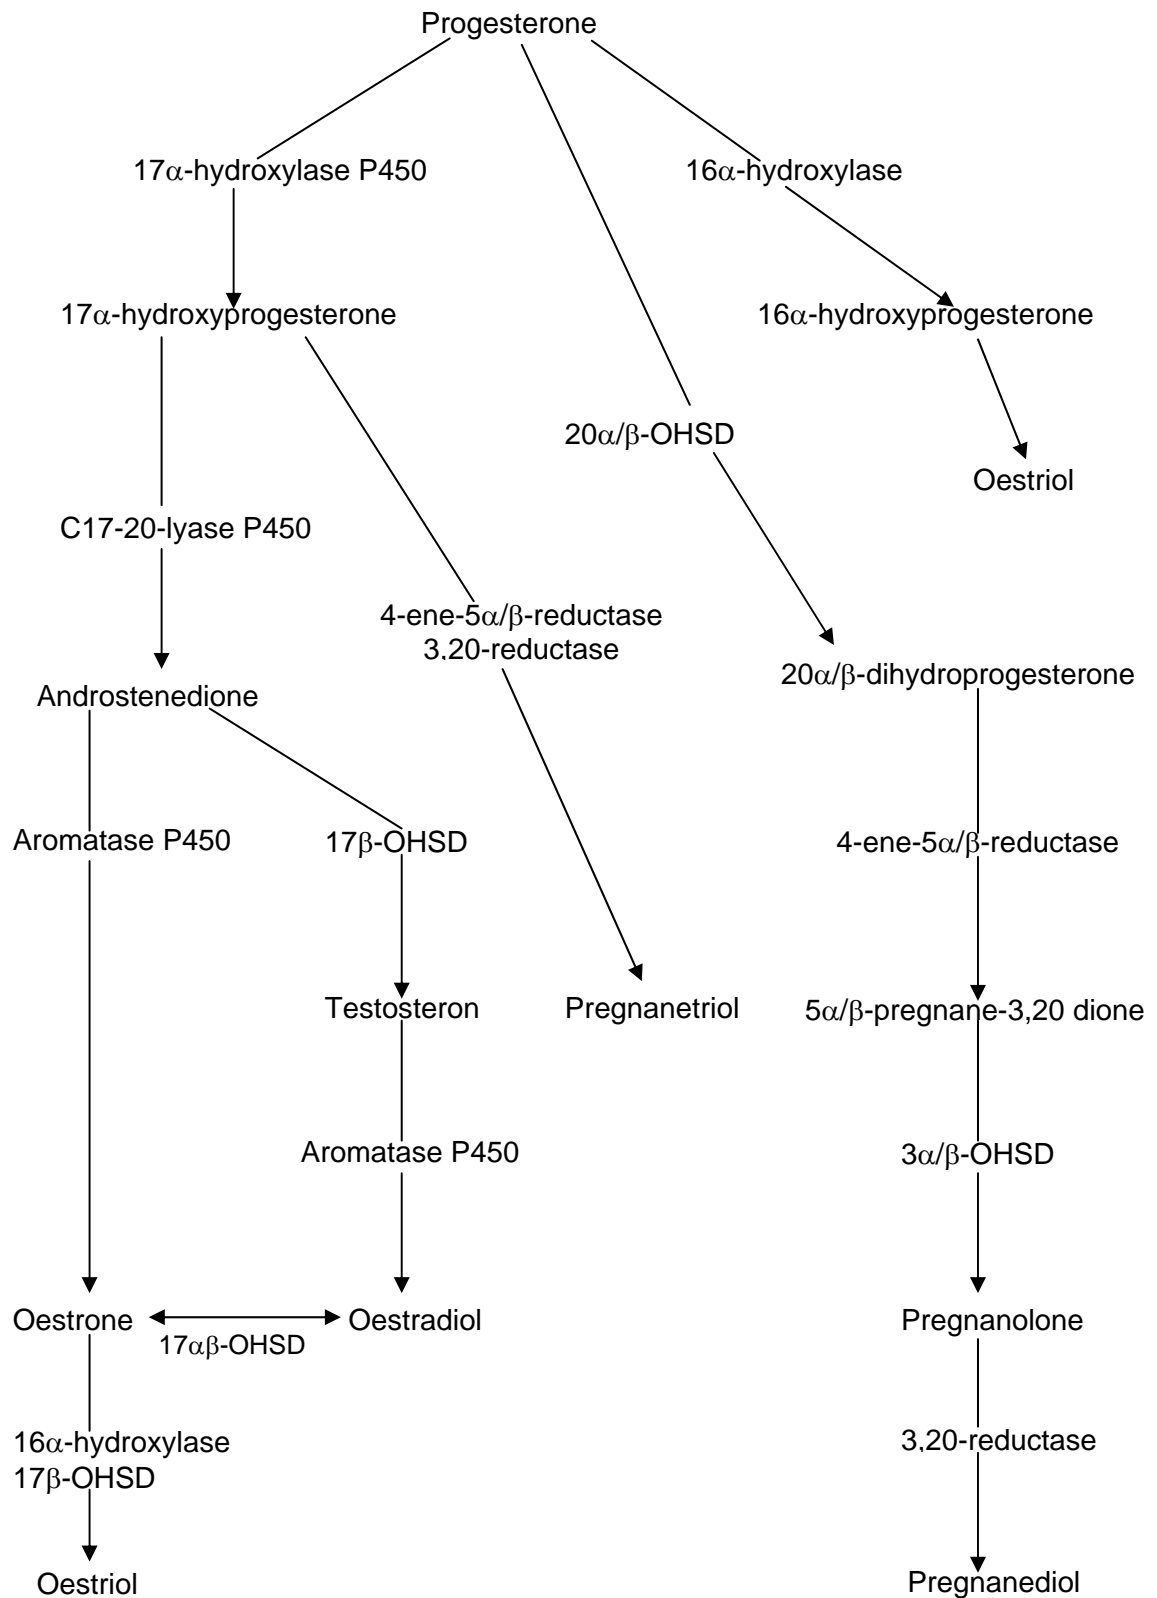 Progesterone
17α-hydroxylase P450
16α-hydroxylase
17α-hydroxyprogesterone
16α-hydroxyprogesterone
20α/β-OHSD
Oestriol
C17-20-lyase P450
4-ene-5α/β-reductase
3,20-reductase
20α/β-dihydroprogesterone
Androstenedione
Aromatase P450
17β-OHSD
4-ene-5α/β-reductase
Testosteron
Pregnanetriol
5α/β-pregnane-3,20 dione
Aromatase P450
3α/β-OHSD
Oestrone
Oestradiol
Pregnanolone
17αβ-OHSD
16α-hydroxylase
17β-OHSD
3,20-reductase
Oestriol
Pregnanediol